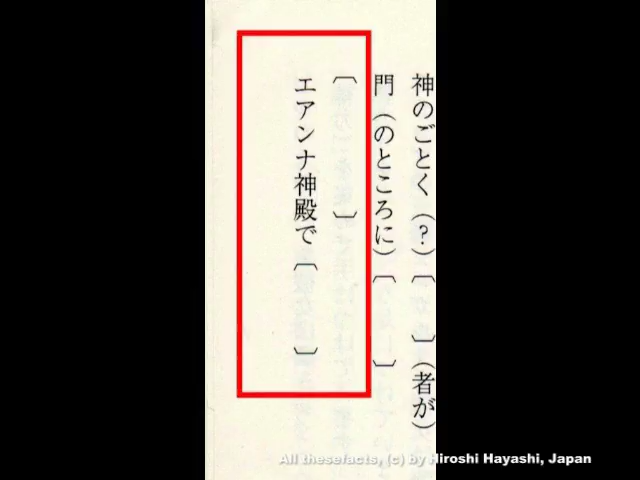 神のごとく（？）〔　　〕（者が）
門（のところに）〔　　　〕
〔　　　　　〕
エアンナ神殿で〔　　　〕
All thesefacts, (c) by Hiroshi Hayashi, Japan